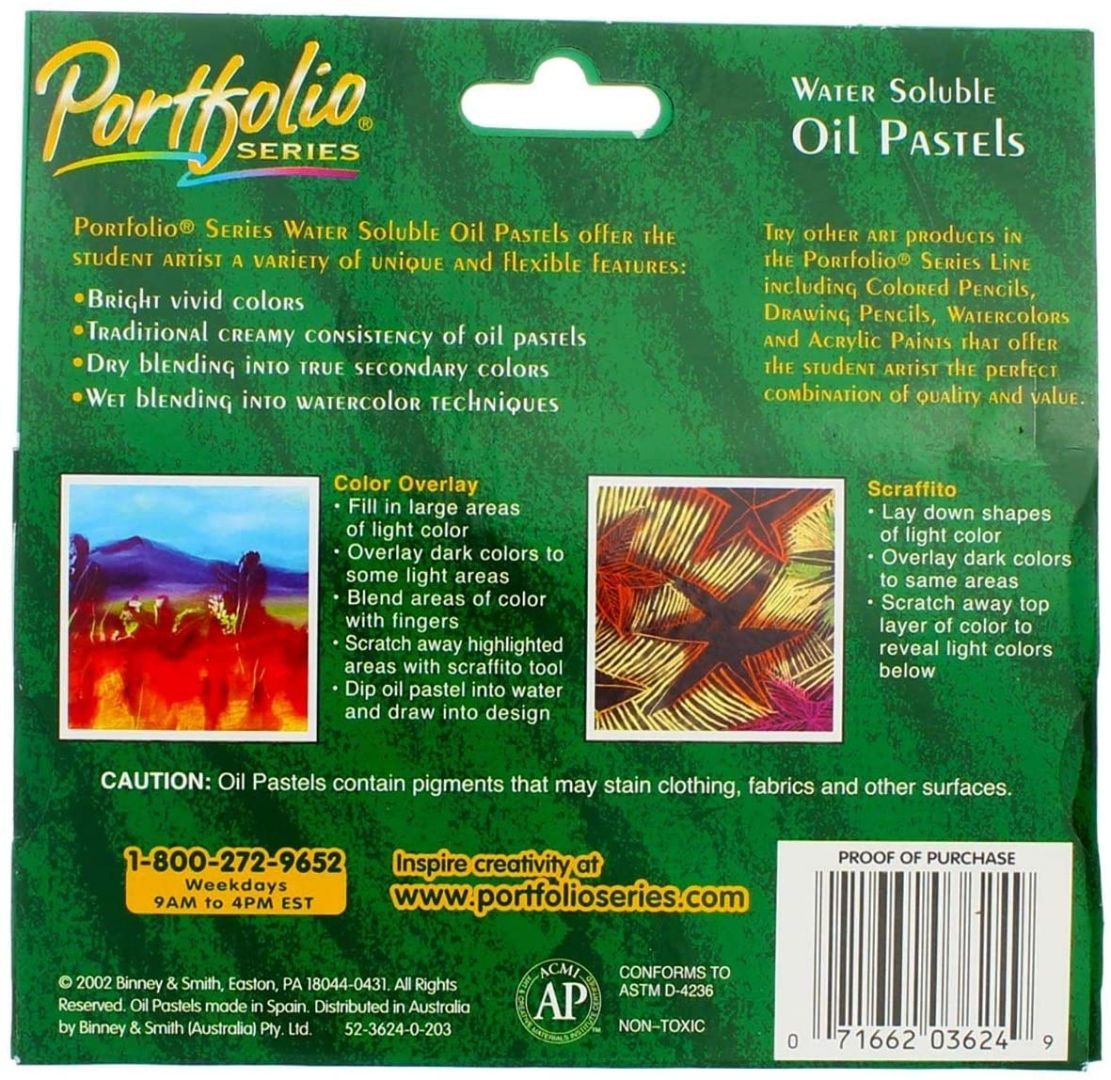 Portfolio®
SERIES
Water Soluble
Oil Pastels
Portfolio® Series Water Soluble Oil Pastels offer the
student artist a variety of unique and flexible features:
•Bright vivid colors
•Traditional creamy consistency of oil pastels
•Dry blending into true secondary colors
•Wet blending into watercolor techniques
Try other art products in
the Portfolio® Series Line
including Colored Pencils,
Drawing Pencils, Watercolors
and Acrylic Paints that offer
the student artist the perfect
combination of quality and value.
Color Overlay
• Fill in large areas
of light color
• Overlay dark colors to
some light areas
• Blend areas of color
with fingers
• Scratch away highlighted
areas with scraffito tool
• Dip oil pastel into water
and draw into design
Scraffito
• Lay down shapes
of light color
• Overlay dark colors
to same areas
• Scratch away top
layer of color to
reveal light colors
below
CAUTION: Oil Pastels contain pigments that may stain clothing, fabrics and other surfaces.
1-800-272-9652
Weekdays
9AM to 4PM EST
Inspire creativity at
www.portfolioseries.com
© 2002 Binney & Smith, Easton, PA 18044-0431. All Rights
Reserved. Oil Pastels made in Spain. Distributed in Australia
by Binney & Smith (Australia) Pty. Ltd. 52-3624-0-203
ACMI
AP
ART & CREATIVE MATERIALS INSTITUTE CERTIFIED
CONFORMS TO
ASTM D-4236
NON-TOXIC
PROOF OF PURCHASE
0 71662 03624 9